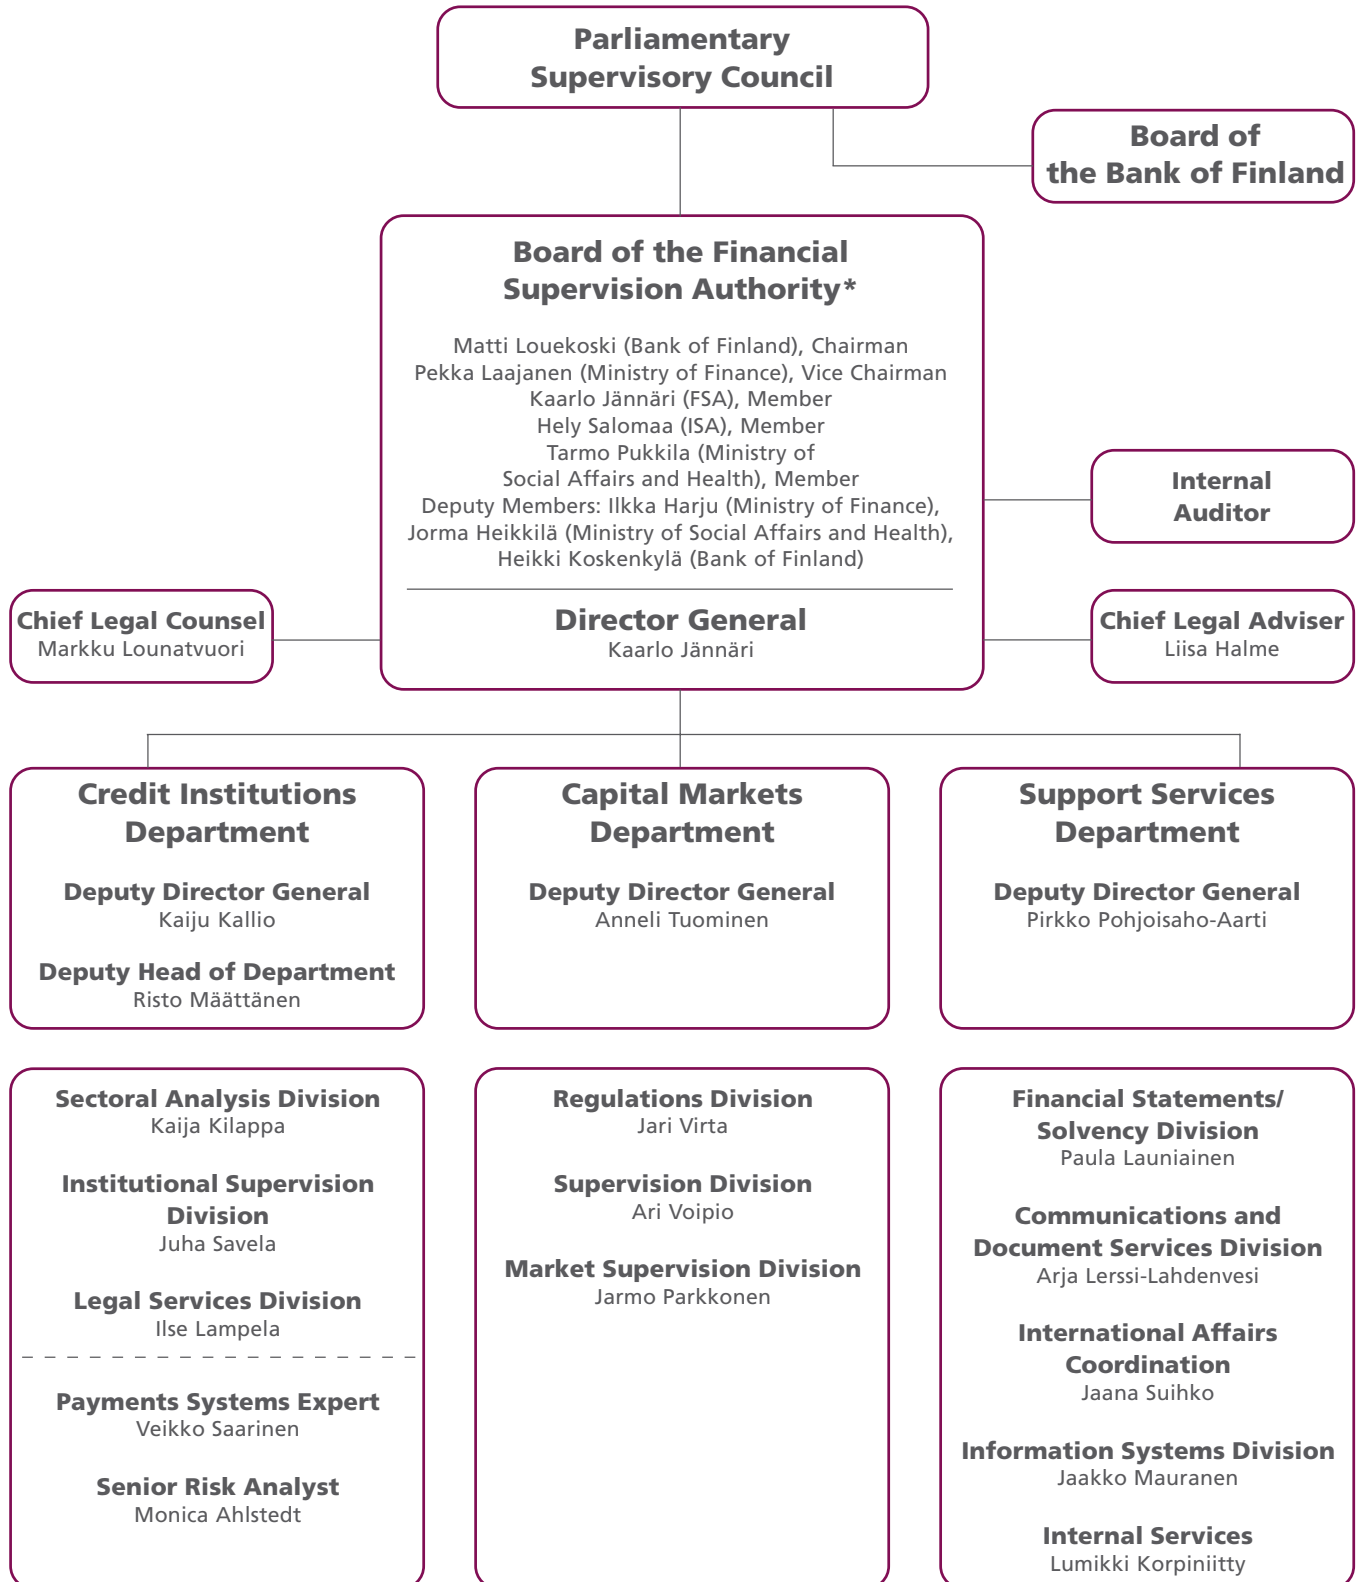 Parliamentary
Supervisory Council
Board of
the Bank of Finland
Board of the Financial
Supervision Authority*
Matti Louekoski (Bank of Finland), Chairman
Pekka Laajanen (Ministry of Finance), Vice Chairman
Kaarlo Jännäri (FSA), Member
Hely Salomaa (ISA), Member
Tarmo Pukkila (Ministry of
Social Affairs and Health), Member
Deputy Members: Ilkka Harju (Ministry of Finance),
Jorma Heikkilä (Ministry of Social Affairs and Health),
Heikki Koskenkylä (Bank of Finland)
Internal
Auditor
Chief Legal Counsel
Markku Lounatvuori
Director General
Kaarlo Jännäri
Chief Legal Adviser
Liisa Halme
Credit Institutions
Department
Deputy Director General
Kaiju Kallio
Deputy Head of Department
Risto Määttänen
Capital Markets
Department
Deputy Director General
Anneli Tuominen
Support Services
Department
Deputy Director General
Pirkko Pohjoisaho-Aarti
Sectoral Analysis Division
Kaija Kilappa
Institutional Supervision
Division
Juha Savela
Legal Services Division
Ilse Lampela
Payments Systems Expert
Veikko Saarinen
Senior Risk Analyst
Monica Ahlstedt
Regulations Division
Jari Virta
Supervision Division
Ari Voipio
Market Supervision Division
Jarmo Parkkonen
Financial Statements/
Solvency Division
Paula Launiainen
Communications and
Document Services Division
Arja Lerssi-Lahdenvesi
International Affairs
Coordination
Jaana Suihko
Information Systems Division
Jaakko Mauranen
Internal Services
Lumikki Korpiniitty